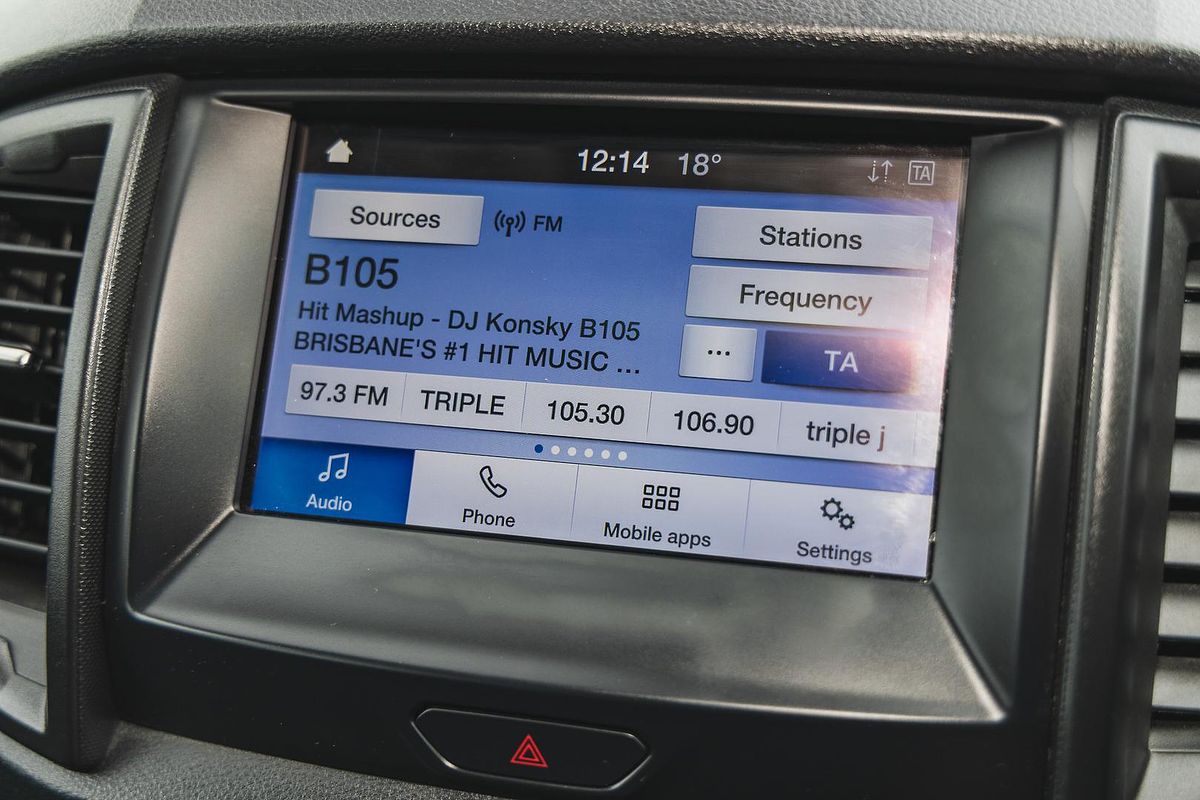 12:14 18° TA
Sources FM
Stations
B105
Frequency
Hit Mashup - DJ Konsky B105
BRISBANE'S #1 HIT MUSIC ...
... TA
97.3 FM TRIPLE 105.30 106.90 triple j
Audio Phone Mobile apps Settings